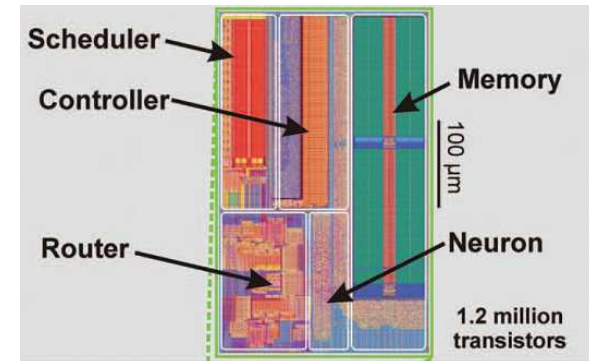 Scheduler
Controller
Memory
100 µm
Router
Neuron
1.2 million
transistors